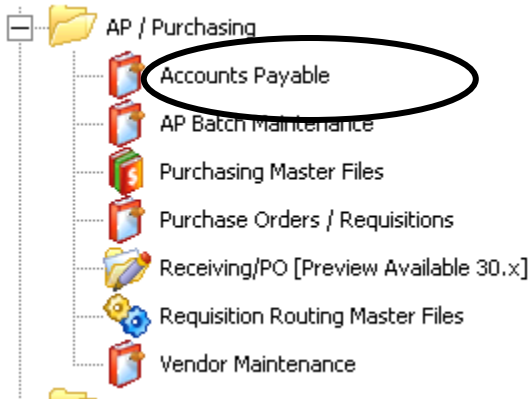 AP / Purchasing
Accounts Payable
AP Batch Maintenance
Purchasing Master Files
Purchase Orders / Requisitions
Receiving/PO [Preview Available 30.x]
Requisition Routing Master Files
Vendor Maintenance